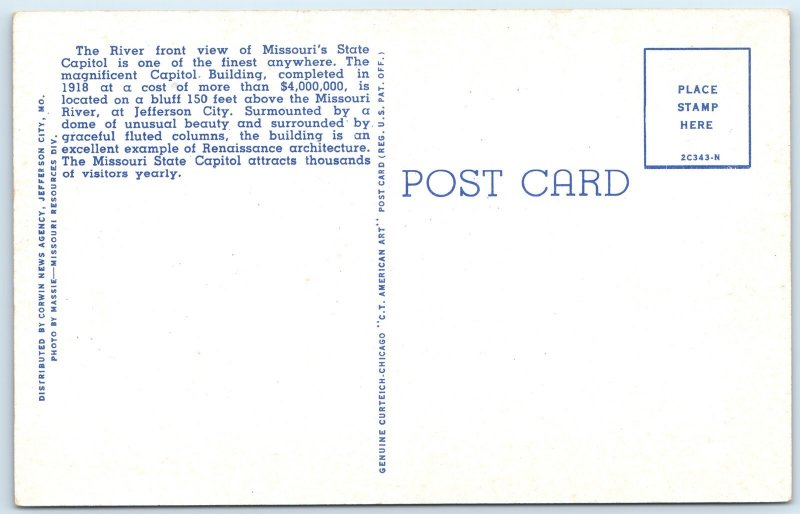 The River front view of Missouri's State
Capitol is one of the finest anywhere. The
magnificent Capitol Building, completed in
1918 at a cost of more than $4,000,000, is
located on a bluff 150 feet above the Missouri
River, at Jefferson City. Surmounted by a
dome of unusual beauty and surrounded by
graceful fluted columns, the building is an
excellent example of Renaissance architecture.
The Missouri State Capitol attracts thousands
of visitors yearly.
DISTRIBUTED BY CORWIN NEWS AGENCY, JEFFERSON CITY, MO.
PHOTO BY MASSIE—MISSOURI RESOURCES DIV.
GENUINE CURTEICH-CHICAGO "C.T. AMERICAN ART" POST CARD (REG. U.S. PAT. OFF.)
POST CARD
PLACE
STAMP
HERE
2C343-N